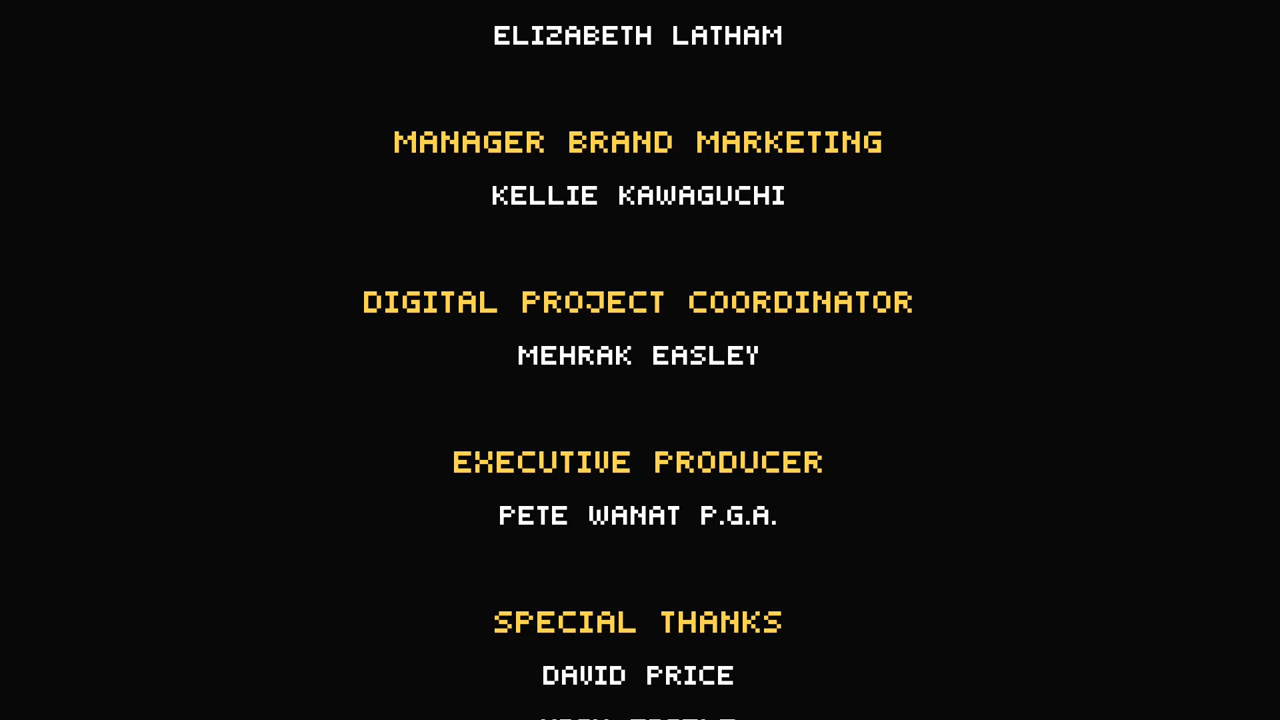 ELIZABETH LATHAM
MANAGER BRAND MARKETING
KELLIE KAWAGUCHI
DIGITAL PROJECT COORDINATOR
MEHRAK EASLEY
EXECUTIVE PRODUCER
PETE WANAT P.G.A.
SPECIAL THANKS
DAVID PRICE